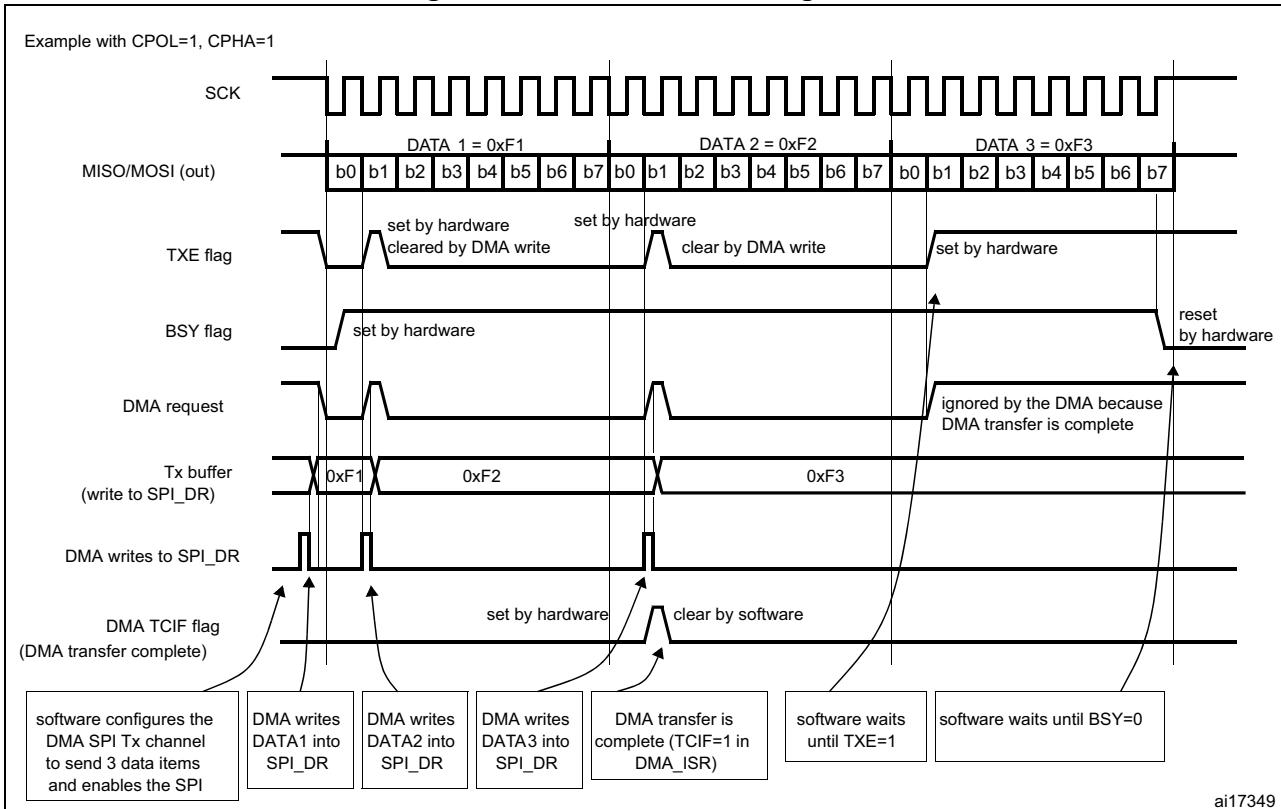 Example with CPOL=1, CPHA=1
SCK
DATA 1 = 0xF1
DATA 2 = 0xF2
DATA 3 = 0xF3
MISO/MOSI (out)
b0 b1 b2 b3 b4 b5 b6 b7 b0 b1 b2 b3 b4 b5 b6 b7 b0 b1 b2 b3 b4 b5 b6 b7
TXE flag
set by hardware
cleared by DMA write
set by hardware
clear by DMA write
set by hardware
BSY flag
set by hardware
reset
by hardware
DMA request
ignored by the DMA because
DMA transfer is complete
Tx buffer
(write to SPI_DR)
0xF1
0xF2
0xF3
DMA writes to SPI_DR
DMA TCIF flag
(DMA transfer complete)
set by hardware
clear by software
software configures the
DMA SPI Tx channel
to send 3 data items
and enables the SPI
DMA writes
DATA1 into
SPI_DR
DMA writes
DATA2 into
SPI_DR
DMA writes
DATA3 into
SPI_DR
DMA transfer is
complete (TCIF=1 in
DMA_ISR)
software waits
until TXE=1
software waits until BSY=0
ai17349